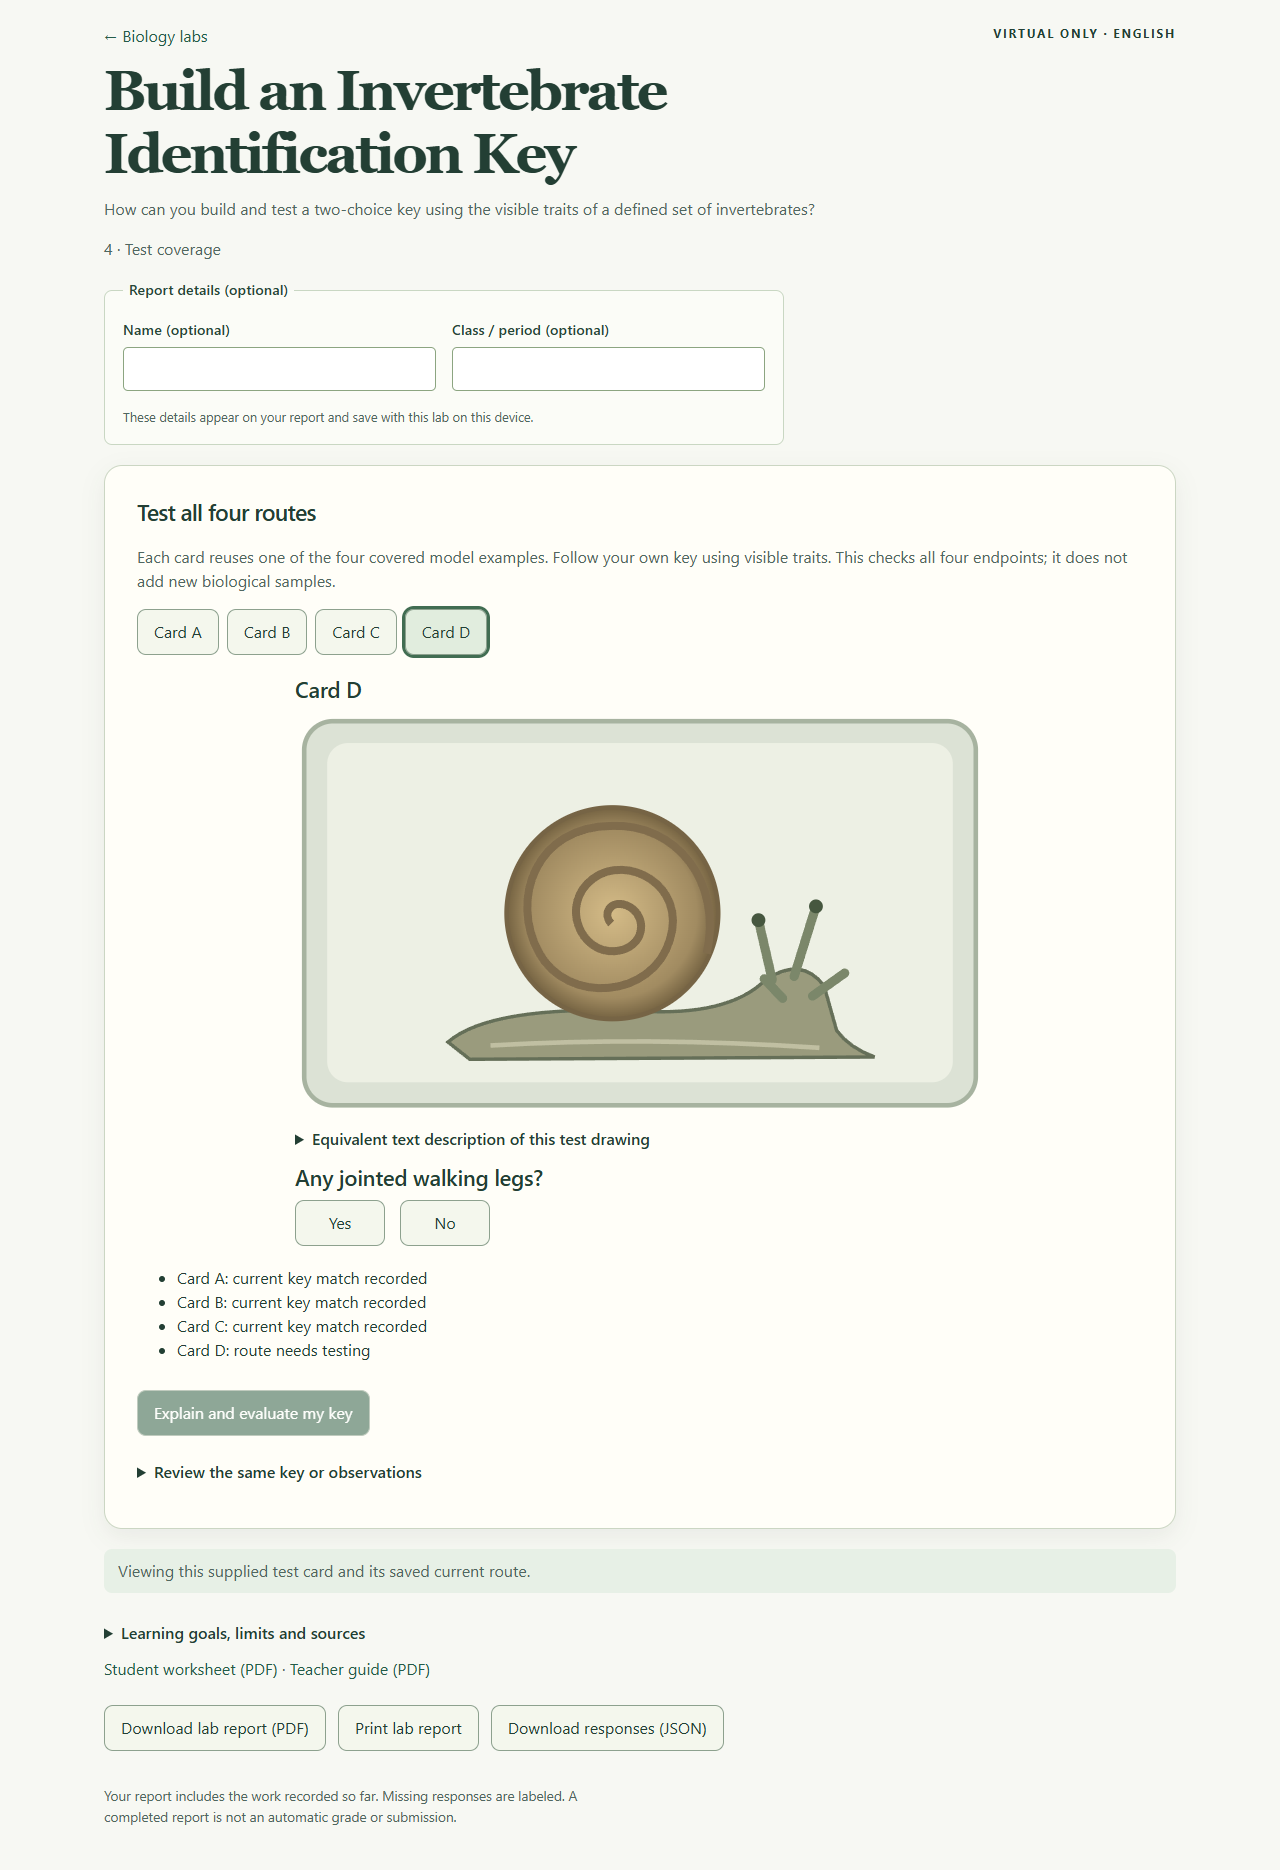 ← Biology labs
VIRTUAL ONLY · ENGLISH
Build an Invertebrate
Identification Key
How can you build and test a two-choice key using the visible traits of a defined set of invertebrates?
4 · Test coverage
Report details (optional)
Name (optional)
Class / period (optional)
These details appear on your report and save with this lab on this device.
Test all four routes
Each card reuses one of the four covered model examples. Follow your own key using visible traits. This checks all four endpoints; it does not
add new biological samples.
Card A
Card B
Card C
Card D
Card D
▶ Equivalent text description of this test drawing
Any jointed walking legs?
Yes
No
• Card A: current key match recorded
• Card B: current key match recorded
• Card C: current key match recorded
• Card D: route needs testing
Explain and evaluate my key
▶ Review the same key or observations
Viewing this supplied test card and its saved current route.
▶ Learning goals, limits and sources
Student worksheet (PDF) · Teacher guide (PDF)
Download lab report (PDF)
Print lab report
Download responses (JSON)
Your report includes the work recorded so far. Missing responses are labeled. A
completed report is not an automatic grade or submission.